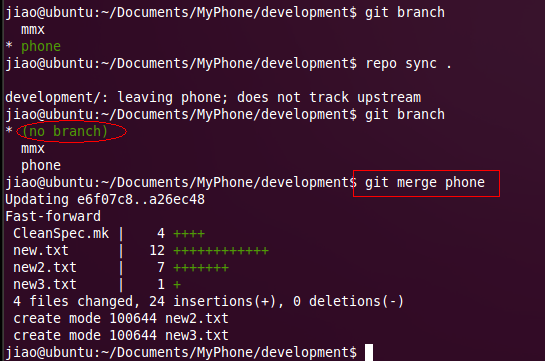 jiao@ubuntu:~/Documents/MyPhone/development$ git branch
  mmx
* phone
jiao@ubuntu:~/Documents/MyPhone/development$ repo sync .

development/: leaving phone; does not track upstream
jiao@ubuntu:~/Documents/MyPhone/development$ git branch
* (no branch)
  mmx
  phone
jiao@ubuntu:~/Documents/MyPhone/development$ git merge phone
Updating e6f07c8..a26ec48
Fast-forward
 CleanSpec.mk |    4 ++++
 new.txt      |   12 ++++++++++++
 new2.txt     |    7 +++++++
 new3.txt     |    1 +
 4 files changed, 24 insertions(+), 0 deletions(-)
 create mode 100644 new2.txt
 create mode 100644 new3.txt
jiao@ubuntu:~/Documents/MyPhone/development$